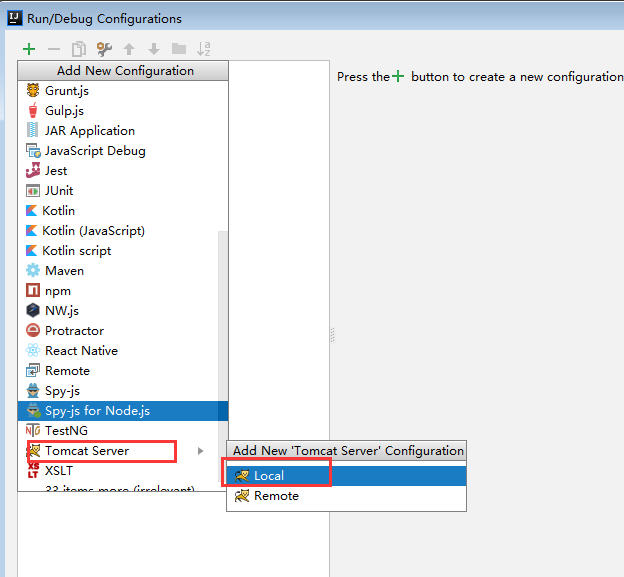 Run/Debug Configurations
Add New Configuration
Press the + button to create a new configuration
Grunt.js
Gulp.js
JAR Application
JavaScript Debug
Jest
JUnit
Kotlin
Kotlin (JavaScript)
Kotlin script
Maven
npm
NW.js
Protractor
React Native
Remote
Spy-js
Spy-js for Node.js
TestNG
Tomcat Server
XSLT
33 items more (irrelevant)
Add New 'Tomcat Server' Configuration
Local
Remote